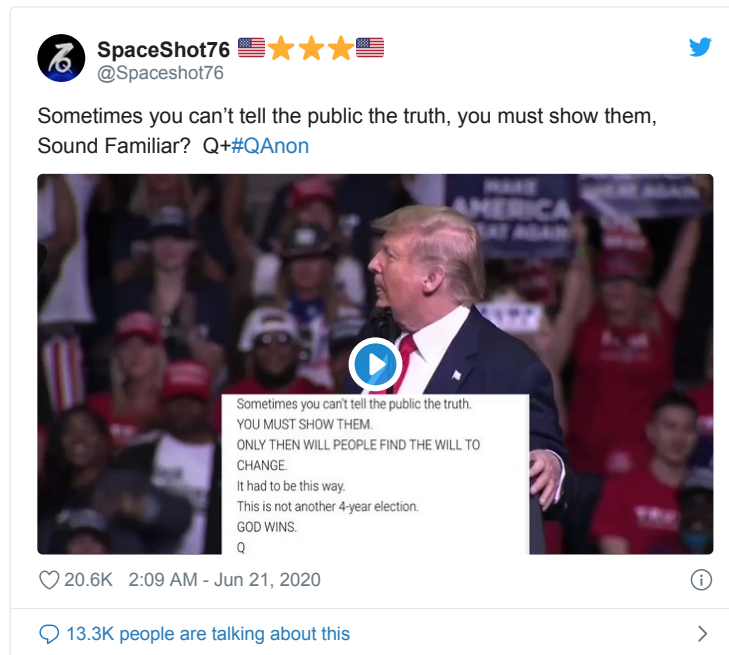 SpaceShot76
@Spaceshot76
Sometimes you can't tell the public the truth, you must show them,
Sound Familiar?  Q+#QAnon
MAKE
AMERICA
GREAT AGAIN
GREAT AGAIN
Sometimes you can't tell the public the truth.
YOU MUST SHOW THEM.
ONLY THEN WILL PEOPLE FIND THE WILL TO
CHANGE.
It had to be this way.
This is not another 4-year election.
GOD WINS.
Q
20.6K  2:09 AM - Jun 21, 2020
13.3K people are talking about this